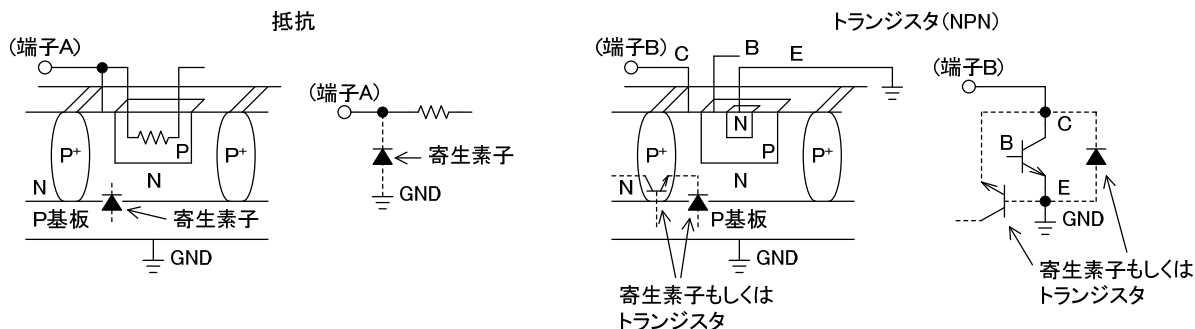 抵抗
(端子A)
P⁺
P
P⁺
N
N
P基板
寄生素子
GND
(端子A)
寄生素子
GND
トランジスタ(NPN)
(端子B)
C
B
E
N
P⁺
P
P⁺
N
N
P基板
GND
寄生素子もしくは
トランジスタ
(端子B)
C
B
E
GND
寄生素子もしくは
トランジスタ